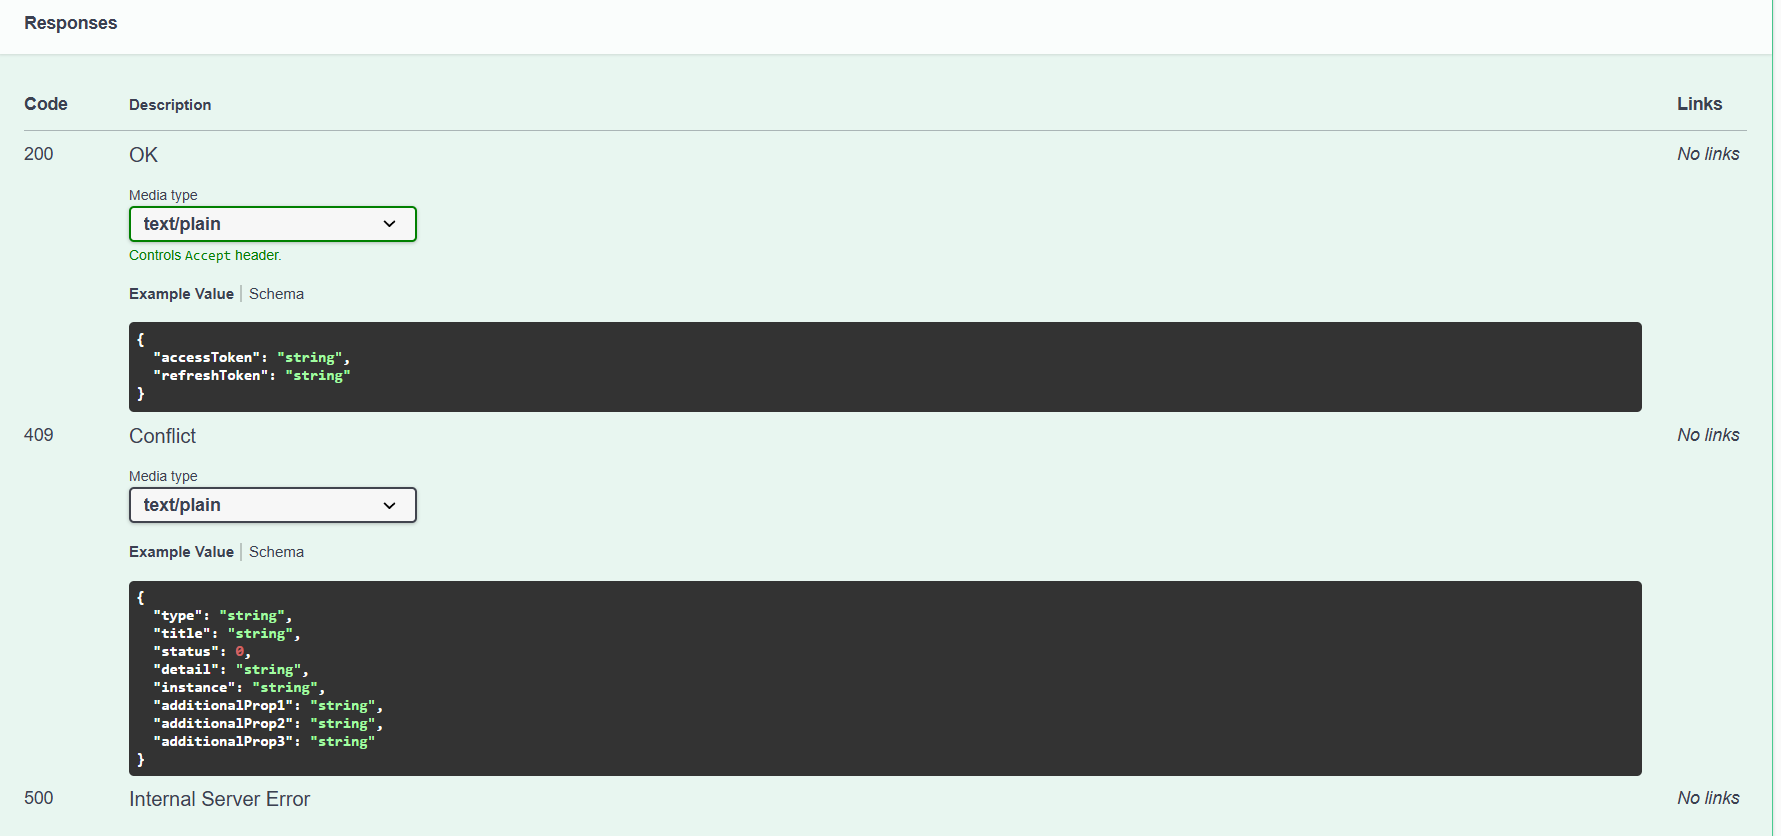 Responses
Code Description Links
200 OK No links
Media type
text/plain
Controls Accept header.
Example Value | Schema
{
  "accessToken": "string",
  "refreshToken": "string"
}
409 Conflict No links
Media type
text/plain
Example Value | Schema
{
  "type": "string",
  "title": "string",
  "status": 0,
  "detail": "string",
  "instance": "string",
  "additionalProp1": "string",
  "additionalProp2": "string",
  "additionalProp3": "string"
}
500 Internal Server Error No links